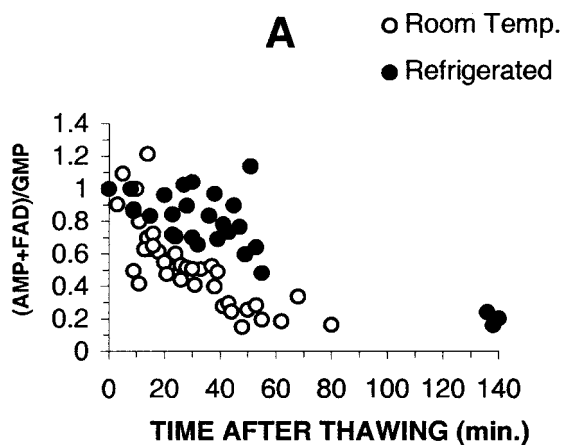 A
Room Temp.
Refrigerated
(AMP+FAD)/GMP
1.4
1.2
1
0.8
0.6
0.4
0.2
0
0 20 40 60 80 100 120 140
TIME AFTER THAWING (min.)